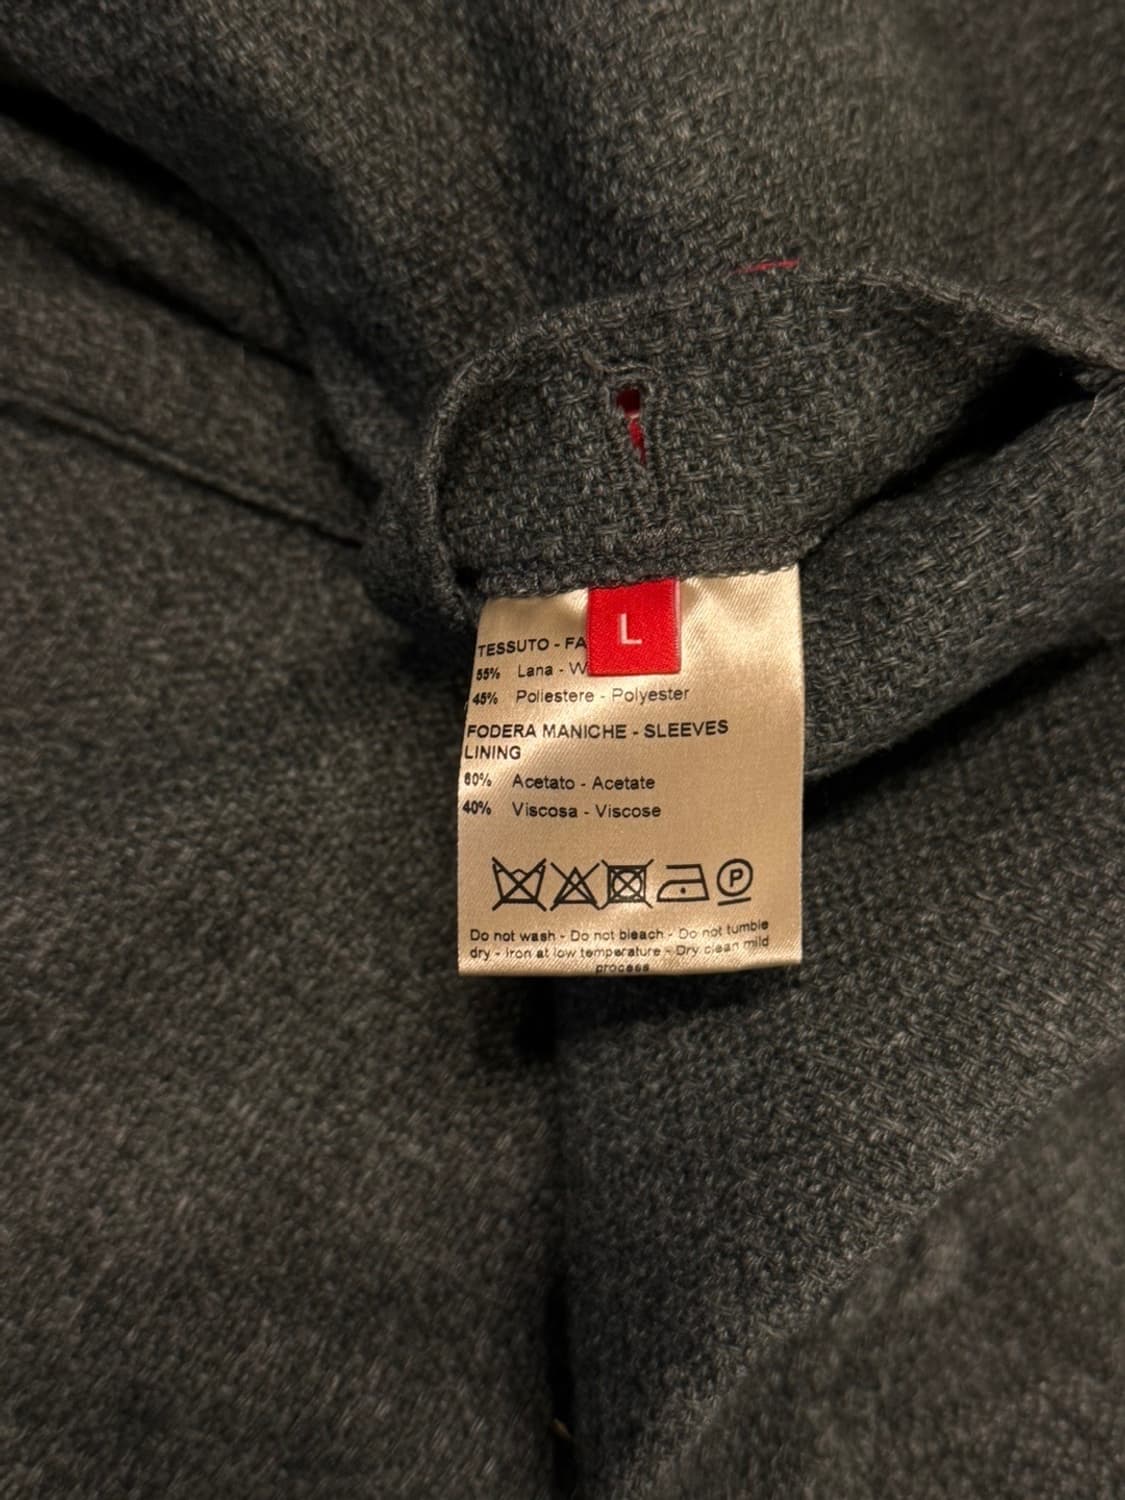 L
TESSUTO - FA
55% Lana - W
45% Poliestere - Polyester
FODERA MANICHE - SLEEVES
LINING
60% Acetato - Acetate
40% Viscosa - Viscose
P
Do not wash - Do not bleach - Do not tumble
dry - Iron at low temperature - Dry clean mild
process